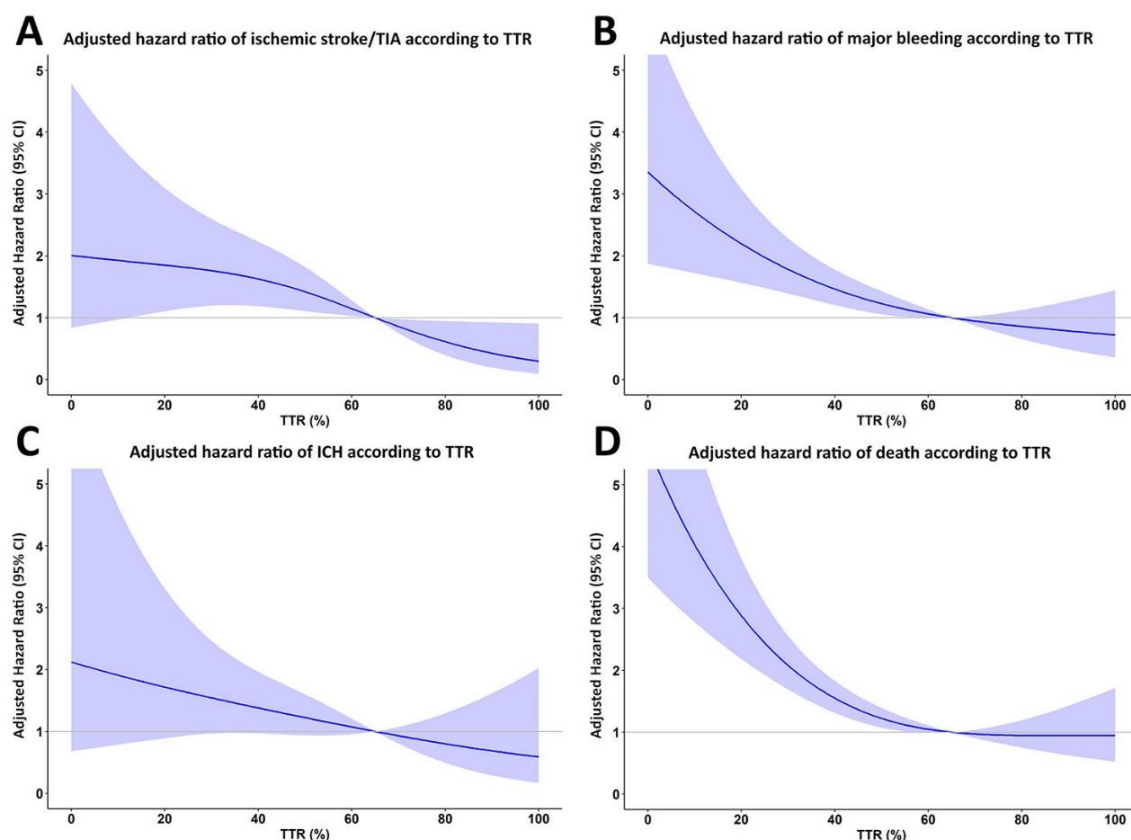 A
Adjusted hazard ratio of ischemic stroke/TIA according to TTR
Adjusted Hazard Ratio (95% CI)
5
4
3
2
1
0
0 20 40 60 80 100
TTR (%)
B
Adjusted hazard ratio of major bleeding according to TTR
Adjusted Hazard Ratio (95% CI)
5
4
3
2
1
0
0 20 40 60 80 100
TTR (%)
C
Adjusted hazard ratio of ICH according to TTR
Adjusted Hazard Ratio (95% CI)
5
4
3
2
1
0
0 20 40 60 80 100
TTR (%)
D
Adjusted hazard ratio of death according to TTR
Adjusted Hazard Ratio (95% CI)
5
4
3
2
1
0
0 20 40 60 80 100
TTR (%)